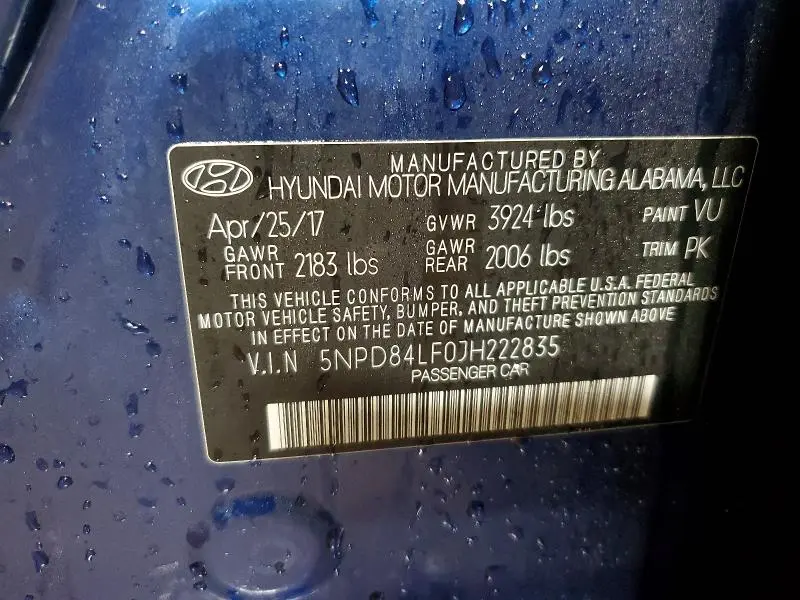 MANUFACTURED BY
HYUNDAI MOTOR MANUFACTURING ALABAMA, LLC
Apr/25/17 GVWR 3924 lbs PAINT VU
GAWR FRONT 2183 lbs GAWR REAR 2006 lbs TRIM PK
THIS VEHICLE CONFORMS TO ALL APPLICABLE U.S.A. FEDERAL
MOTOR VEHICLE SAFETY, BUMPER, AND THEFT PREVENTION STANDARDS
IN EFFECT ON THE DATE OF MANUFACTURE SHOWN ABOVE
V.I.N 5NPD84LF0JH222835
PASSENGER CAR